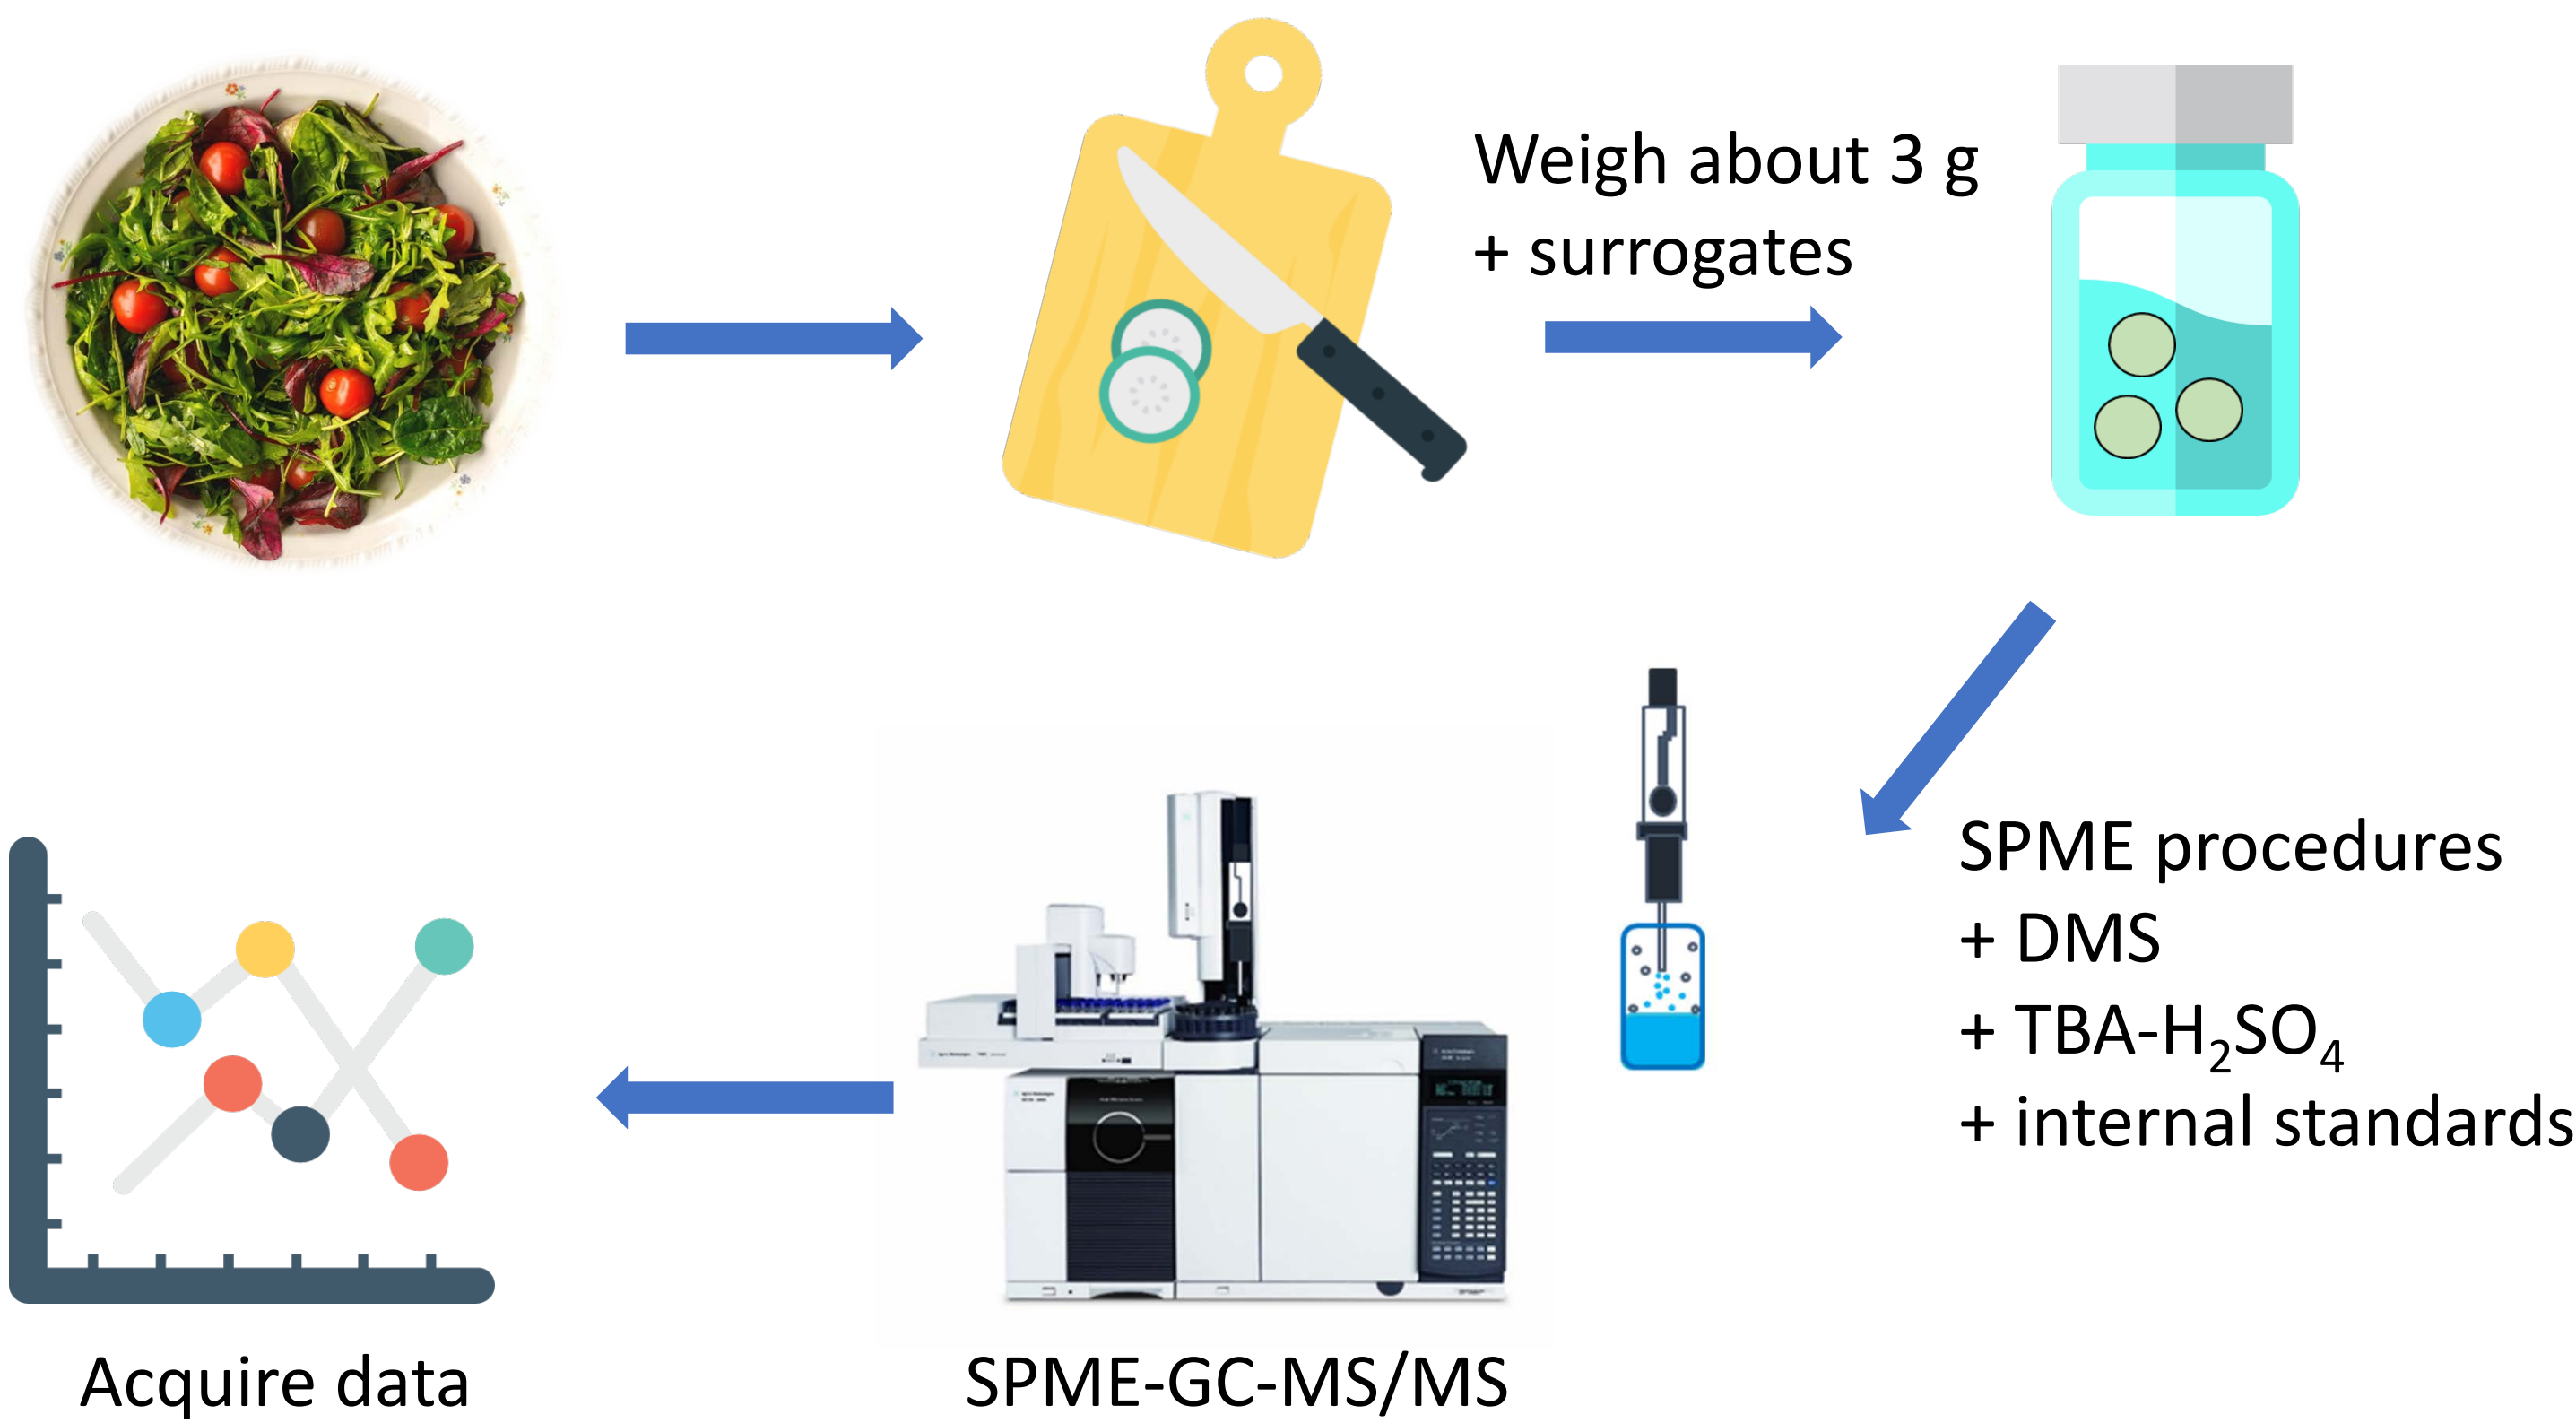 Weigh about 3 g
+ surrogates
SPME procedures
+ DMS
+ TBA-H₂SO₄
+ internal standards
Acquire data
SPME-GC-MS/MS